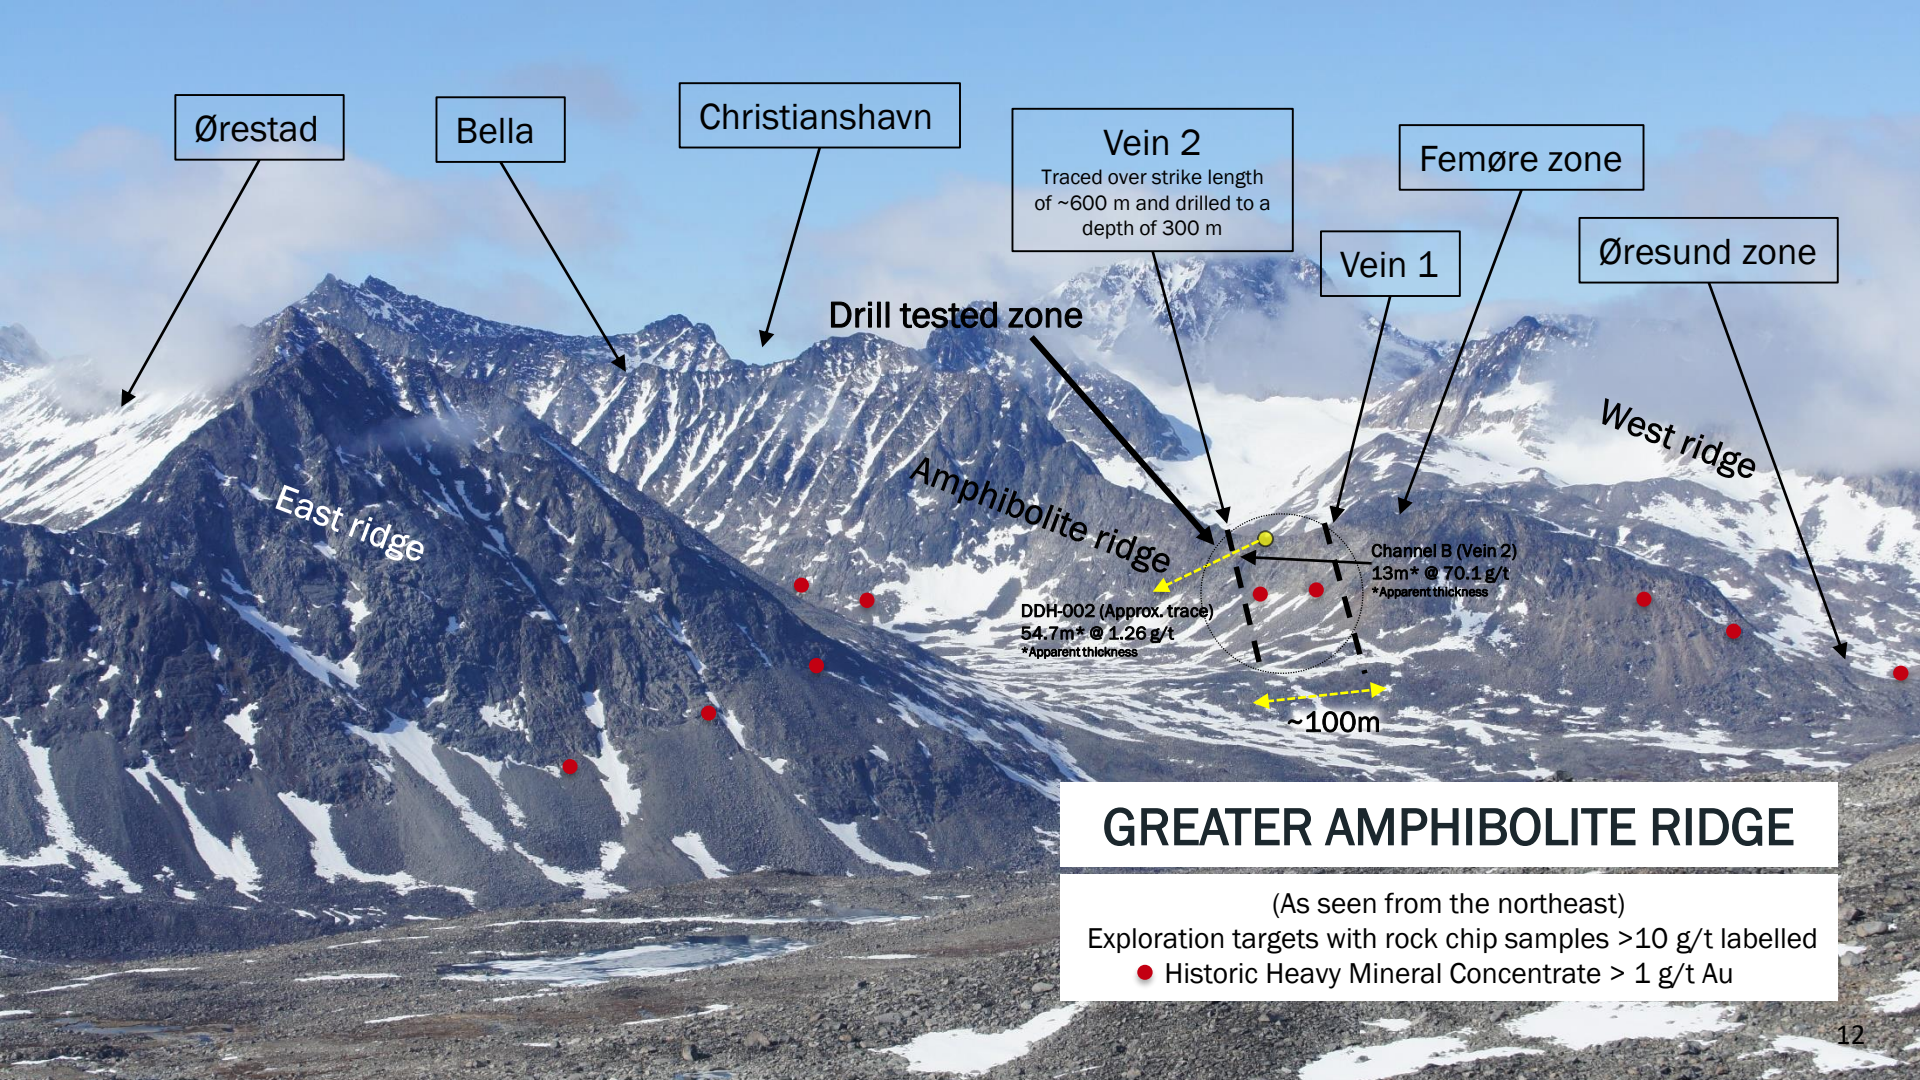 Ørestad
Bella
Christianshavn
Vein 2
Traced over strike length
of ~600 m and drilled to a
depth of 300 m
Femøre zone
Vein 1
Øresund zone
Drill tested zone
West ridge
Amphibolite ridge
East ridge
Channel B (Vein 2)
13m* @ 70.1 g/t
*Apparent thickness
DDH-002 (Approx. trace)
54.7m* @ 1.26 g/t
*Apparent thickness
~100m
GREATER AMPHIBOLITE RIDGE
(As seen from the northeast)
Exploration targets with rock chip samples >10 g/t labelled
Historic Heavy Mineral Concentrate > 1 g/t Au
12